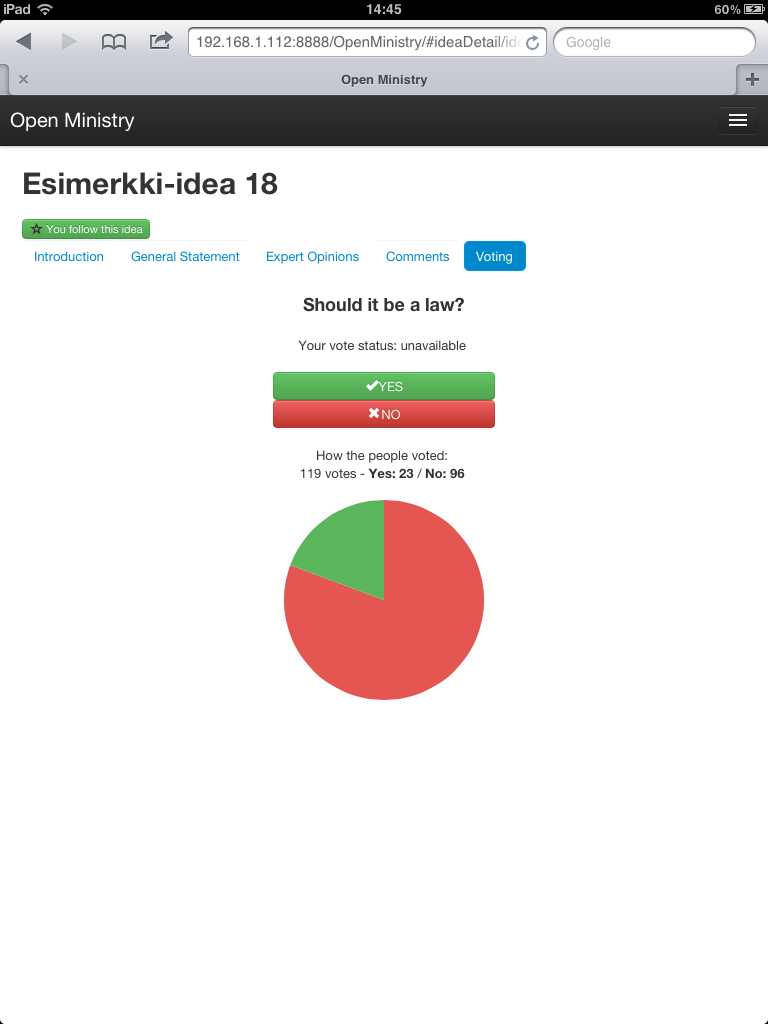 iPad 14:45 60%
192.168.1.112:8888/OpenMinistry/#ideaDetail/id Google
Open Ministry
Open Ministry
Esimerkki-idea 18
You follow this idea
Introduction General Statement Expert Opinions Comments Voting
Should it be a law?
Your vote status: unavailable
YES
NO
How the people voted:
119 votes - Yes: 23 / No: 96